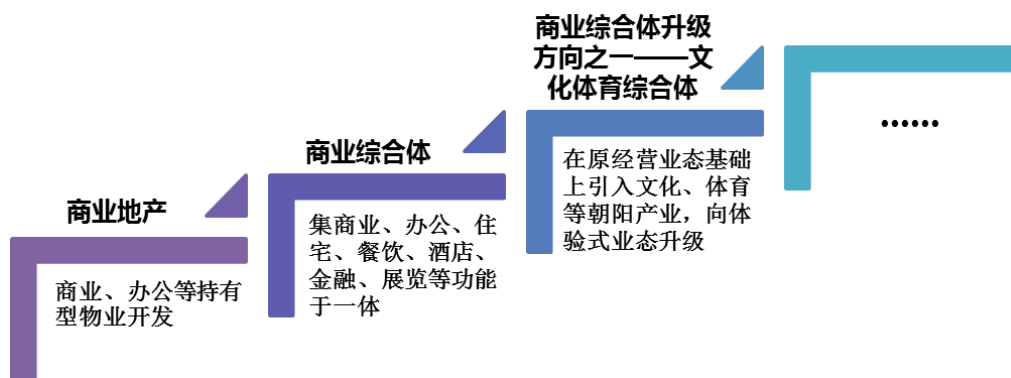 商业地产
商业、办公等持有
型物业开发
商业综合体
集商业、办公、住
宅、餐饮、酒店、
金融、展览等功能
于一体
商业综合体升级
方向之一——文
化体育综合体
在原经营业态基础
上引入文化、体育
等朝阳产业，向体
验式业态升级
……